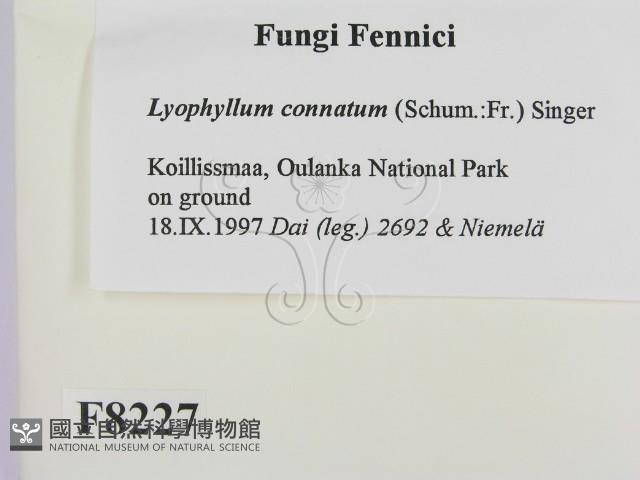 Fungi Fennici
Lyophyllum connatum (Schum.:Fr.) Singer
Koillissmaa, Oulanka National Park
on ground
18.IX.1997 Dai (leg.) 2692 & Niemelä
F8227
國立自然科學博物館
NATIONAL MUSEUM OF NATURAL SCIENCE